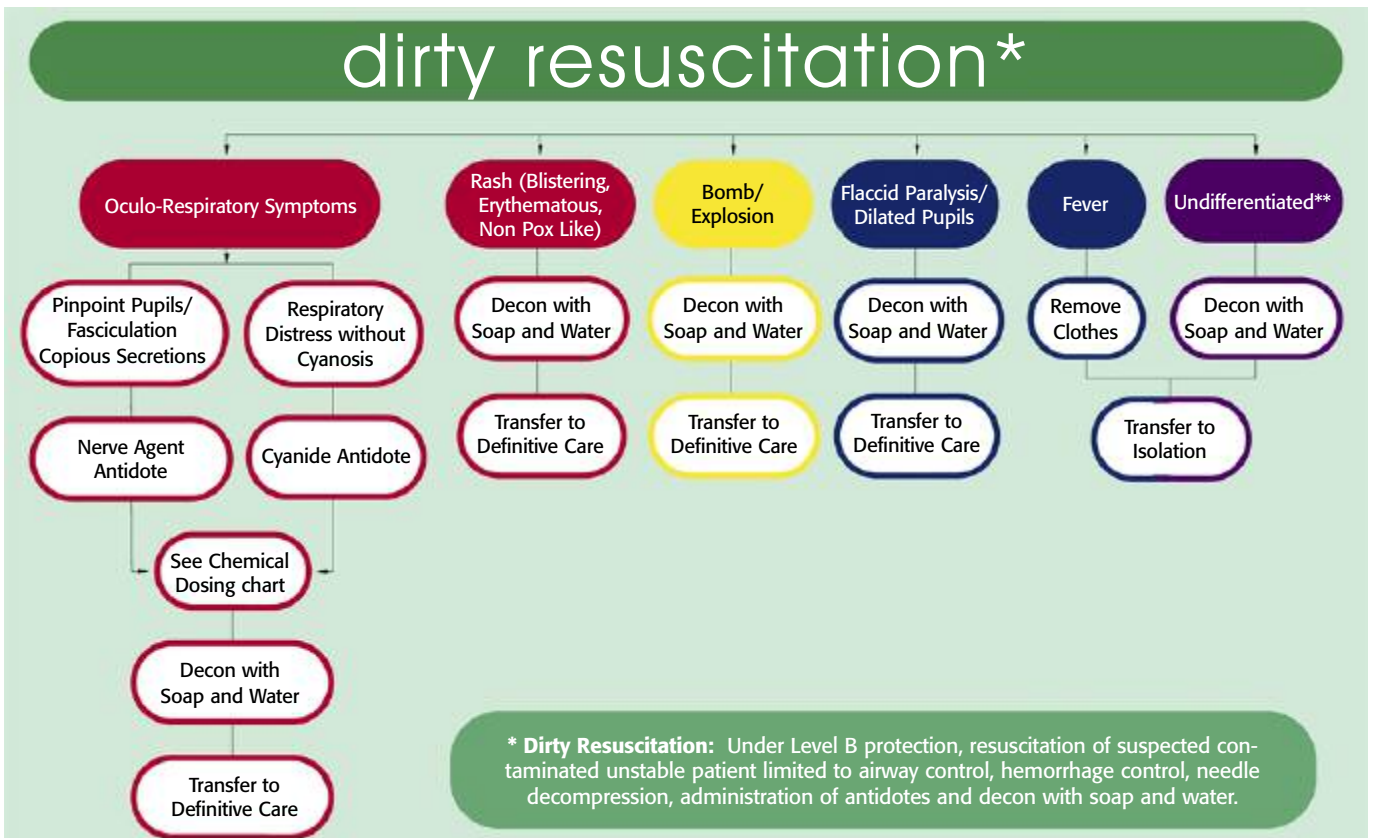 dirty resuscitation*
Oculo-Respiratory Symptoms
Rash (Blistering,
Erythematous,
Non Pox Like)
Bomb/
Explosion
Flaccid Paralysis/
Dilated Pupils
Fever
Undifferentiated**
Pinpoint Pupils/
Fasciculation
Copious Secretions
Respiratory
Distress without
Cyanosis
Decon with
Soap and Water
Decon with
Soap and Water
Decon with
Soap and Water
Remove
Clothes
Decon with
Soap and Water
Nerve Agent
Antidote
Cyanide Antidote
Transfer to
Definitive Care
Transfer to
Definitive Care
Transfer to
Definitive Care
Transfer to
Isolation
See Chemical
Dosing chart
Decon with
Soap and Water
Transfer to
Definitive Care
* Dirty Resuscitation: Under Level B protection, resuscitation of suspected con-
taminated unstable patient limited to airway control, hemorrhage control, needle
decompression, administration of antidotes and decon with soap and water.